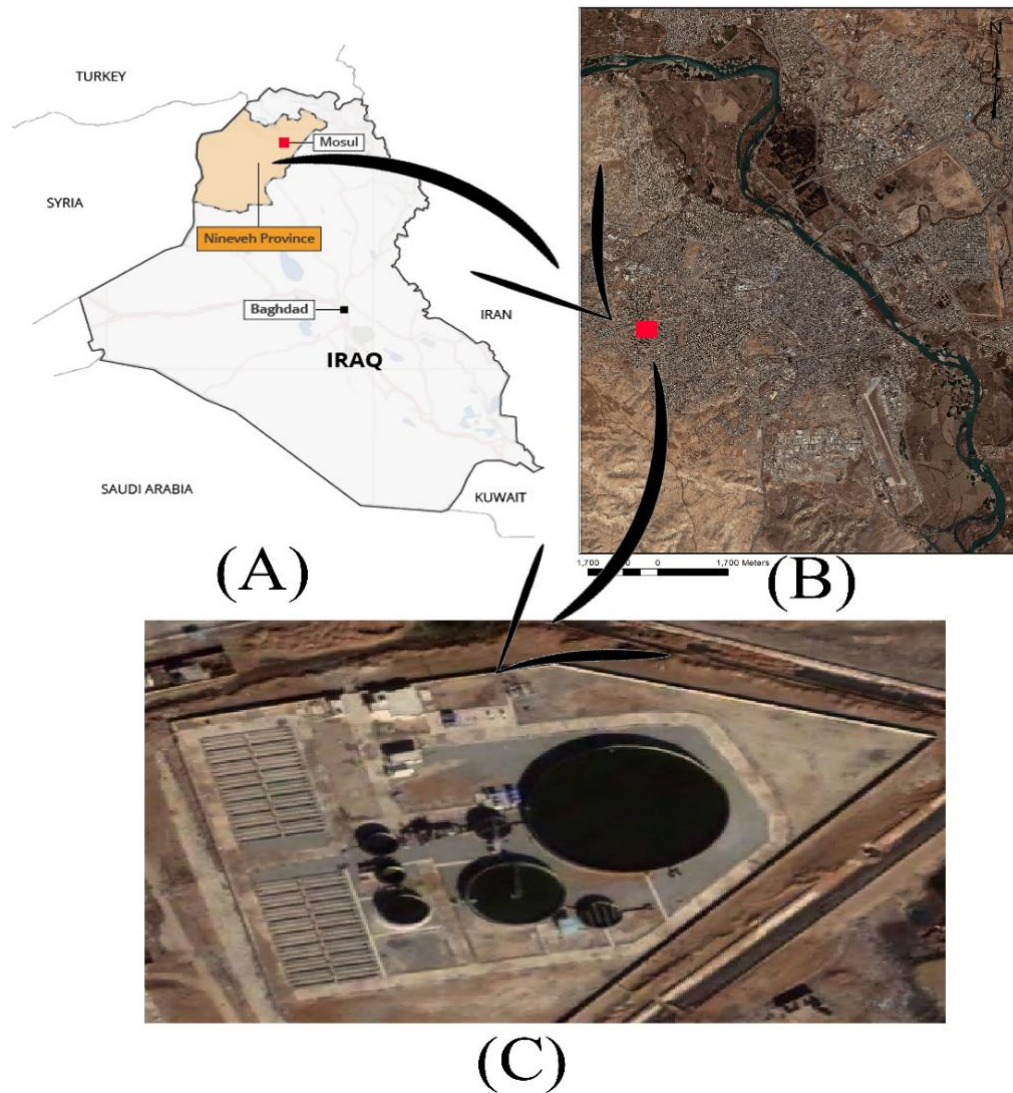 TURKEY
Mosul
SYRIA
Nineveh Province
Baghdad
IRAN
IRAQ
SAUDI ARABIA
KUWAIT
(A)
N
1,700
0
1,700 Meters
(B)
(C)